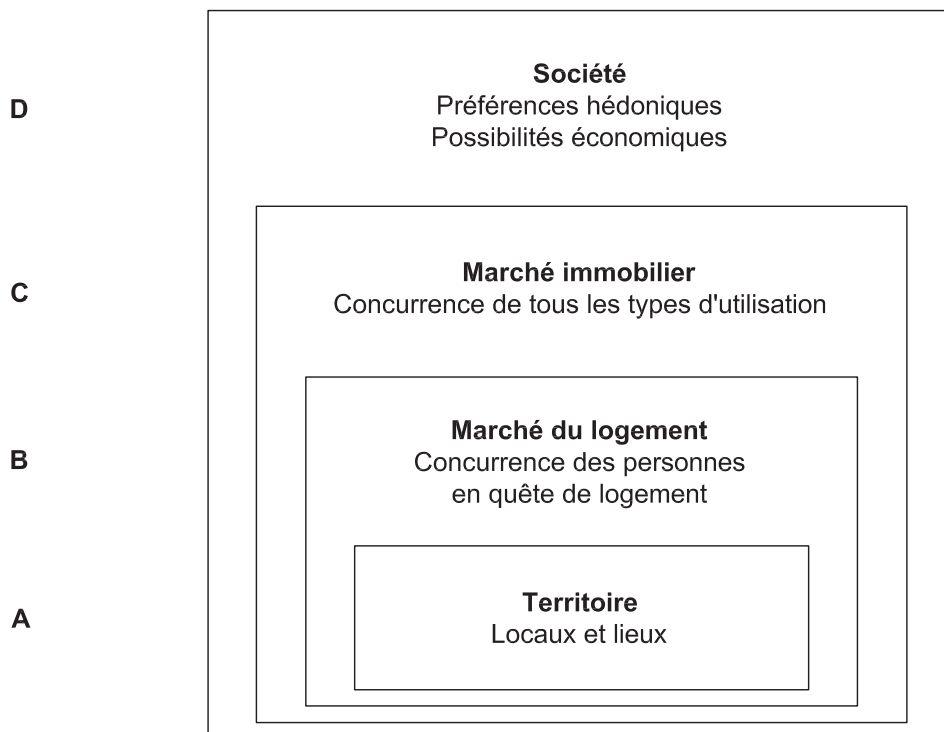 D
Société
Préférences hédoniques
Possibilités économiques
C
Marché immobilier
Concurrence de tous les types d'utilisation
B
Marché du logement
Concurrence des personnes
en quête de logement
A
Territoire
Locaux et lieux